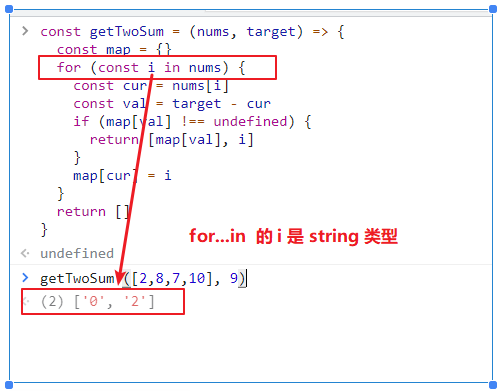 const getTwoSum = (nums, target) => {
const map = {}
for (const i in nums) {
const cur = nums[i]
const val = target - cur
if (map[val] !== undefined) {
return [map[val], i]
}
map[cur] = i
}
return []
}
for...in 的 i 是 string 类型
undefined
getTwoSum ([2,8,7,10], 9)
(2) ['0', '2']